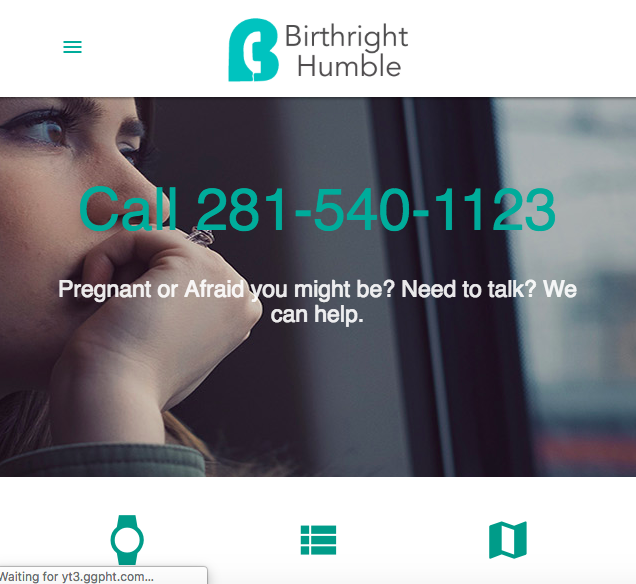 Birthright
Humble
Call 281-540-1123
Pregnant or Afraid you might be? Need to talk? We
can help.
Waiting for yt3.ggpht.com...